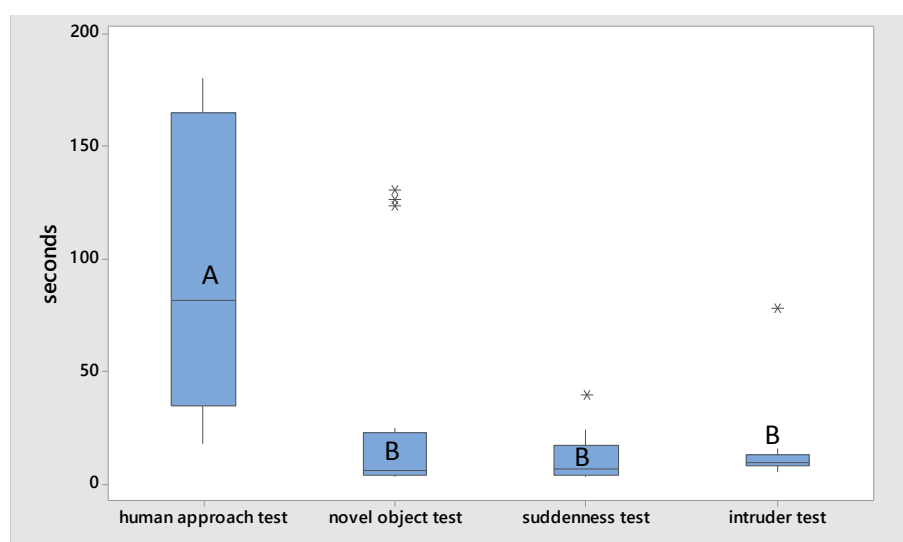 200
150
100
50
0
seconds
A
B
B
B
human approach test
novel object test
suddenness test
intruder test